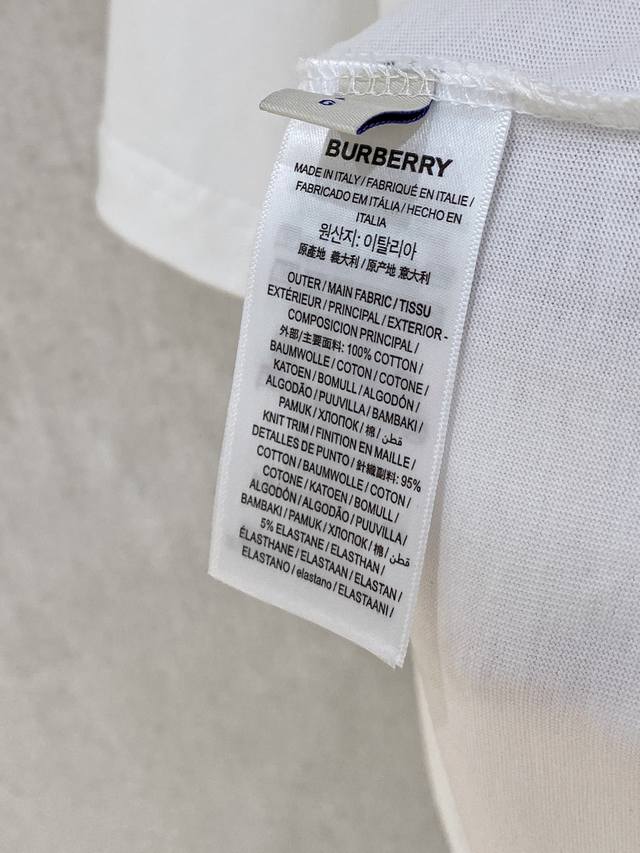 BURBERRY
MADE IN ITALY / FABRIQUÉ EN ITALIE /
FABRICADO EM ITÁLIA / HECHO EN
ITALIA
원산지: 이탈리아
原產地 義大利 / 原产地 意大利
OUTER / MAIN FABRIC / TISSU
EXTÉRIEUR / PRINCIPAL / EXTERIOR -
COMPOSICION PRINCIPAL /
外部/主要面料: 100% COTTON /
BAUMWOLLE / COTON / COTONE /
KATOEN / BOMULL / ALGODÓN /
ALGODÃO / PUUVILLA / BAMBAKI /
PAMUK / ХЛОПОК / 棉 / قطن
KNIT TRIM / FINITION EN MAILLE /
DETALLES DE PUNTO / 針織副料: 95%
COTTON / BAUMWOLLE / COTON /
COTONE / KATOEN / BOMULL /
ALGODÓN / ALGODÃO / PUUVILLA /
BAMBAKI / PAMUK / ХЛОПОК / 棉 / قطن
5% ELASTANE / ELASTHAN /
ÉLASTHANE / ELASTAAN / ELASTAN /
ELASTANO / elastano / ELASTAANI /